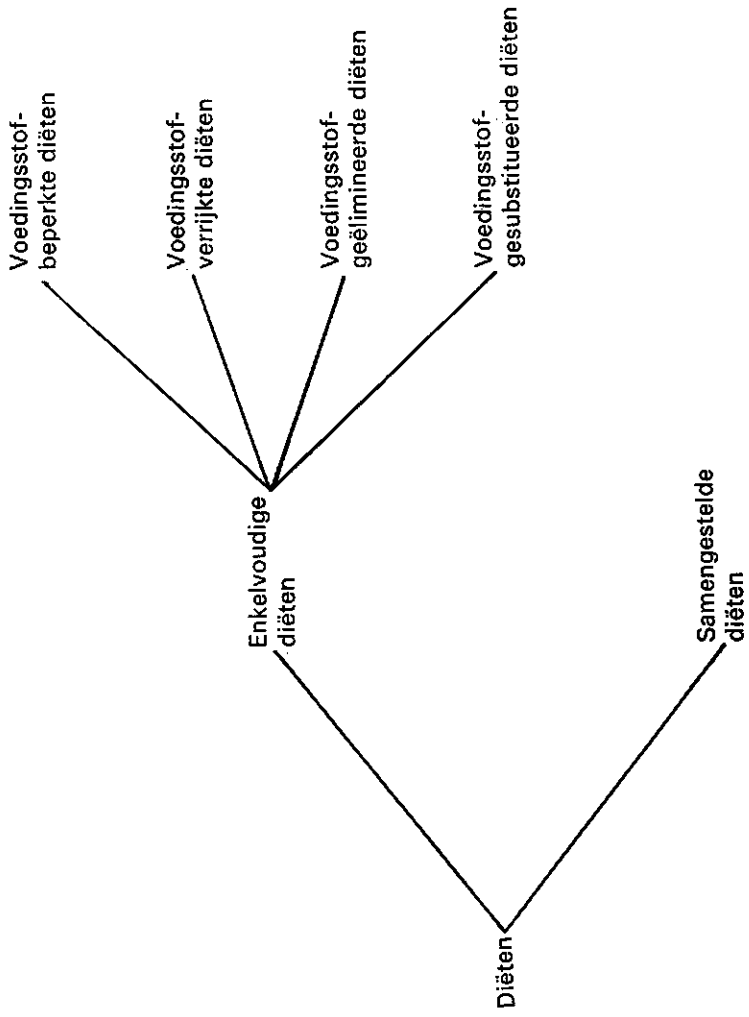 Diëten
Enkelvoudige
diëten
Samengestelde
diëten
Voedingsstof-
beperkte diëten
Voedingsstof-
verrijkte diëten
Voedingsstof-
geëlimineerde diëten
Voedingsstof-
gesubstitueerde diëten